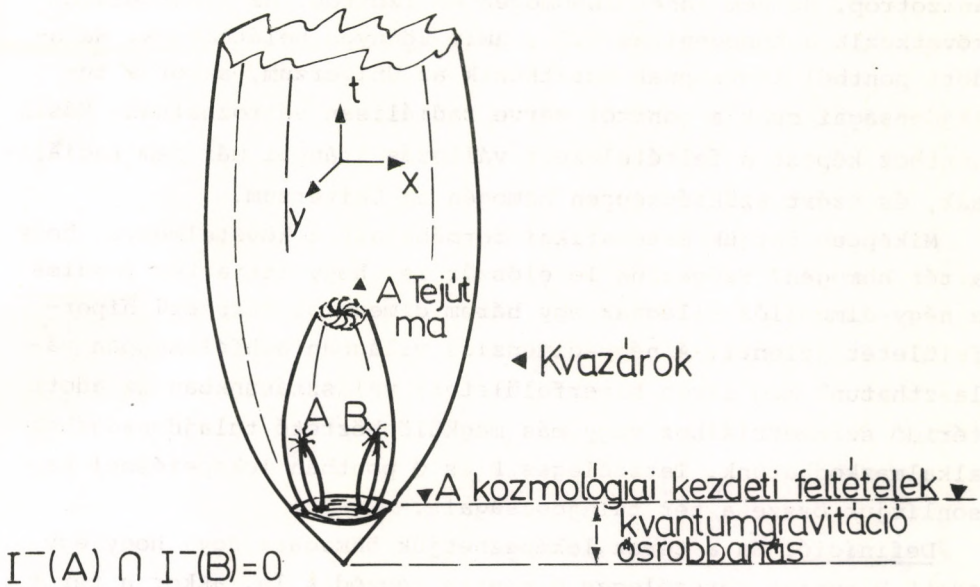 t
x
y
A Tejút
ma
Kvazárok
A B
A kozmológiai kezdeti feltételek
kvantumgravitáció
ősrobbanás
I⁻(A) ∩ I⁻(B)=0